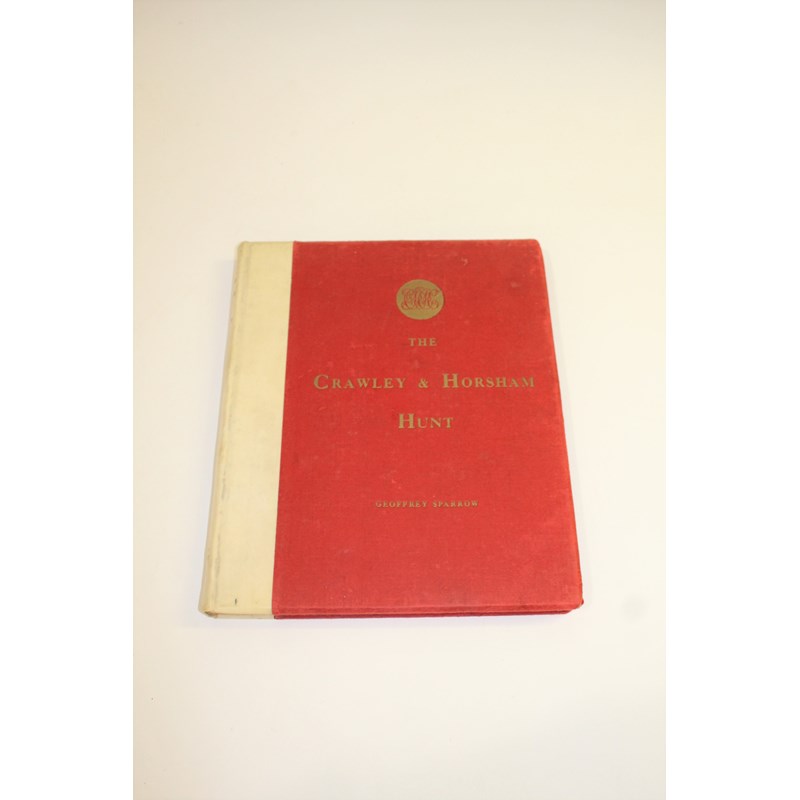 THE
CRAWLEY & HORSHAM
HUNT
GEOFFREY SPARROW